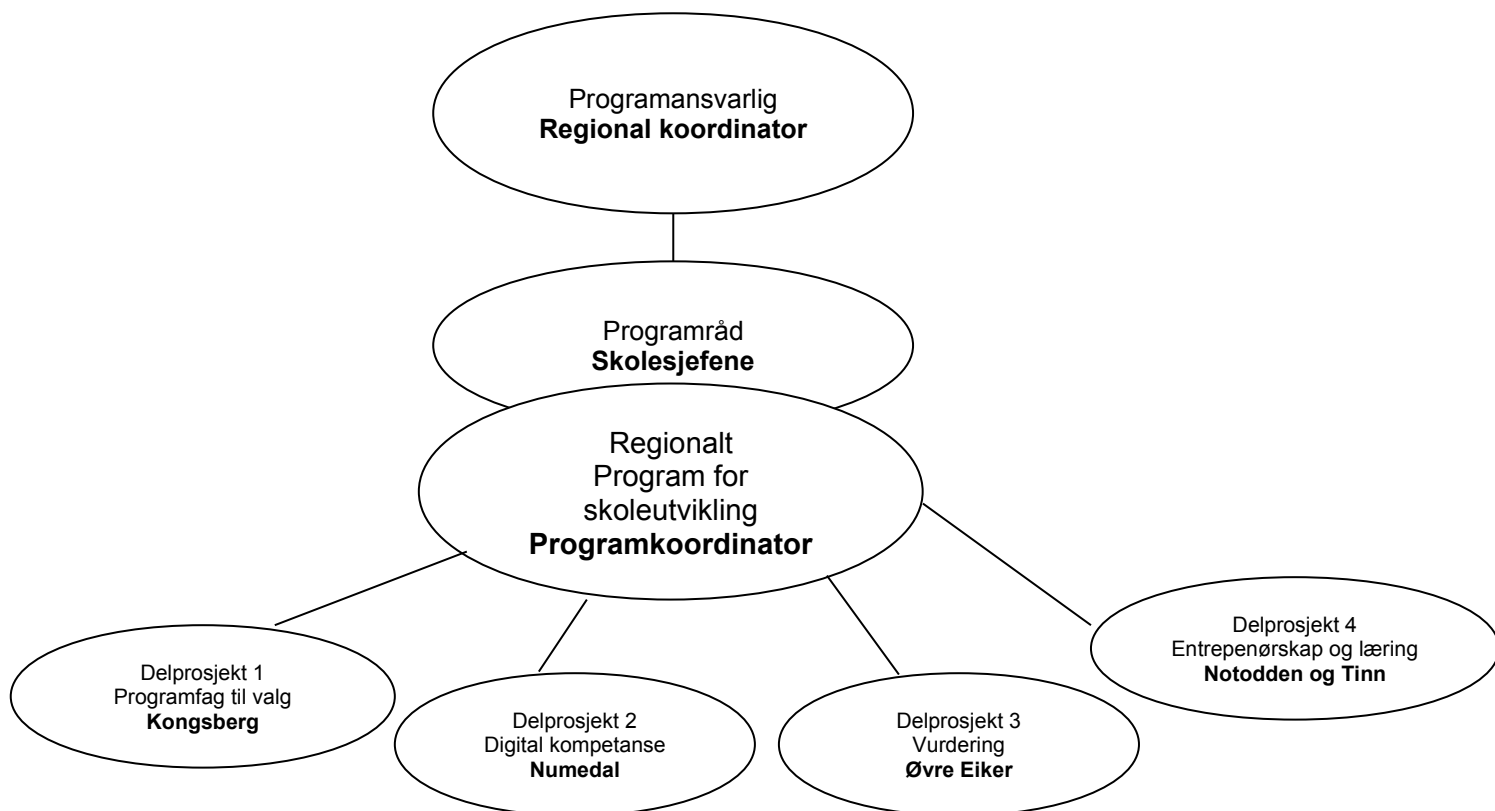 Programansvarlig
Regional koordinator
Programråd
Skolesjefene
Regionalt
Program for
skoleutvikling
Programkoordinator
Delprosjekt 1
Programfag til valg
Kongsberg
Delprosjekt 2
Digital kompetanse
Numedal
Delprosjekt 3
Vurdering
Øvre Eiker
Delprosjekt 4
Entrepenørskap og læring
Notodden og Tinn